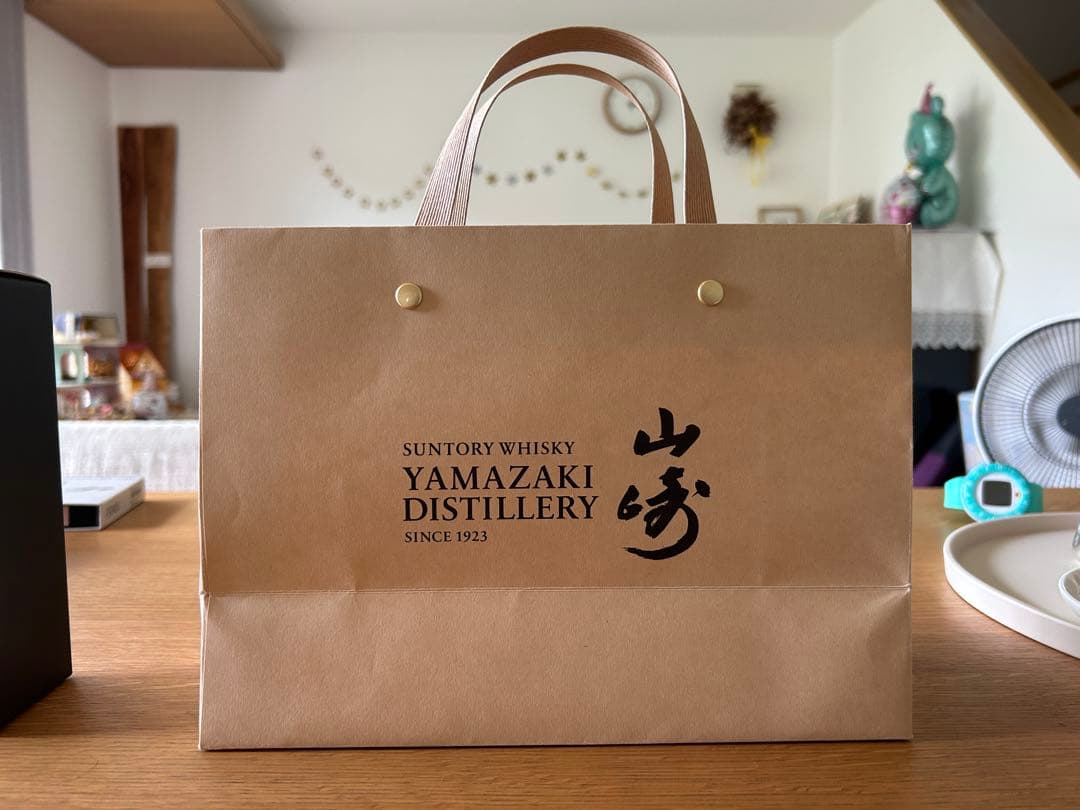 SUNTORY WHISKY
YAMAZAKI
DISTILLERY
SINCE 1923
山崎